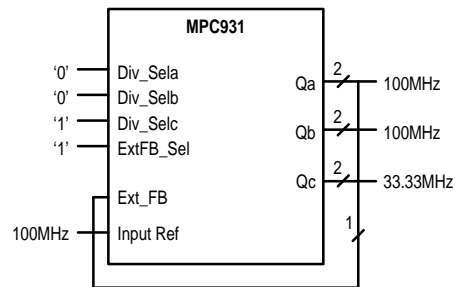 MPC931
‘0’ Div_Sela
‘0’ Div_Selb
‘1’ Div_Selc
‘1’ ExtFB_Sel
Ext_FB
100MHz Input Ref
Qa 2 100MHz
Qb 2 100MHz
Qc 2 33.33MHz
1